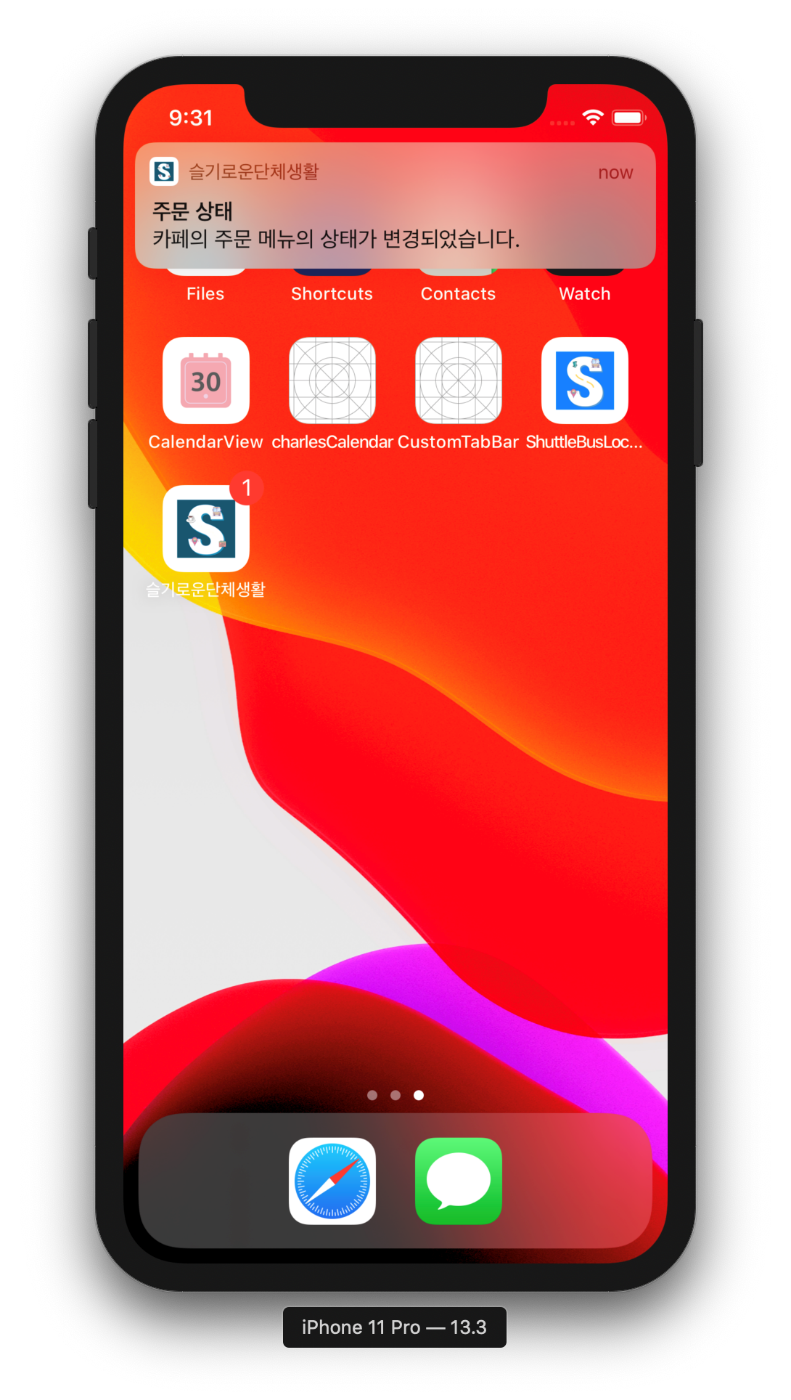 9:31
S 슬기로운단체생활 now
주문 상태
카페의 주문 메뉴의 상태가 변경되었습니다.
Files Shortcuts Contacts Watch
30 S
CalendarView charlesCalendar CustomTabBar ShuttleBusLoc...
1
S
슬기로운단체생활
iPhone 11 Pro — 13.3